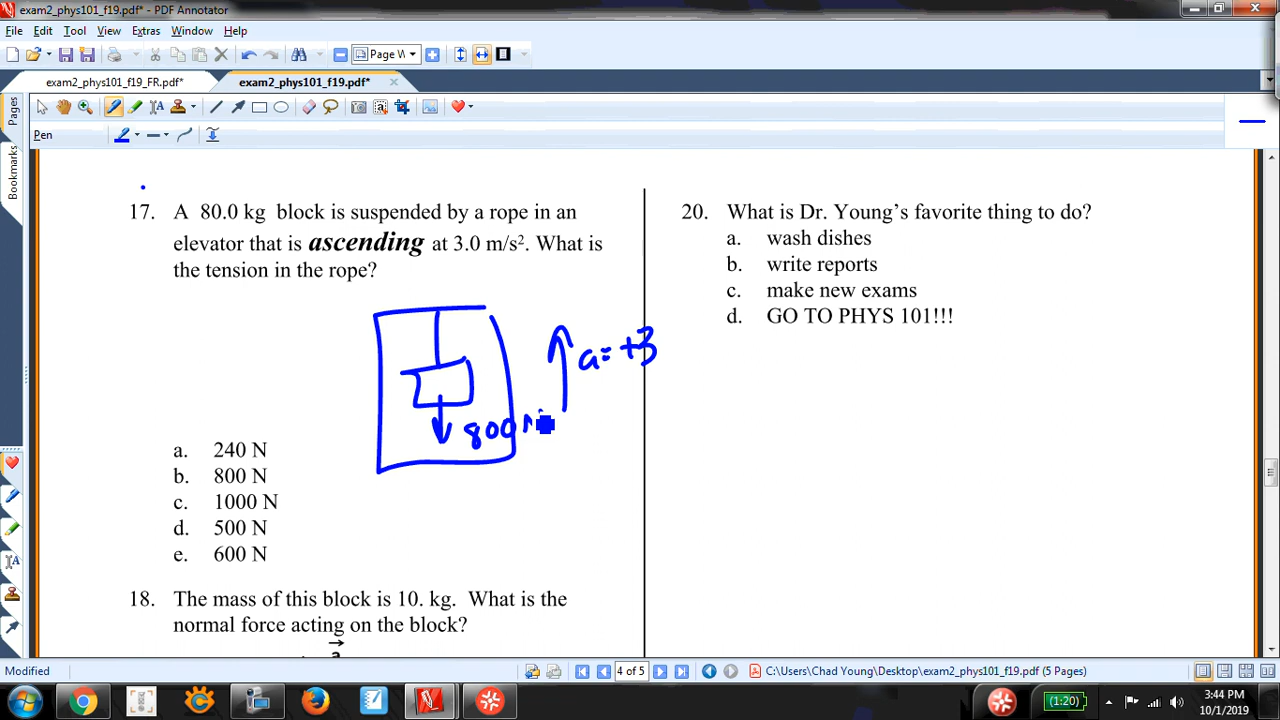 exam2_phys101_f19.pdf* - PDF Annotator
File Edit Tool View Extras Window Help
Page W
exam2_phys101_f19_FR.pdf* exam2_phys101_f19.pdf*
Pen
Pages
Bookmarks
17. A 80.0 kg block is suspended by a rope in an
elevator that is ascending at 3.0 m/s². What is
the tension in the rope?
a = +3
800 N
a. 240 N
b. 800 N
c. 1000 N
d. 500 N
e. 600 N
18. The mass of this block is 10. kg. What is the
normal force acting on the block?
a
20. What is Dr. Young’s favorite thing to do?
a. wash dishes
b. write reports
c. make new exams
d. GO TO PHYS 101!!!
Modified 4 of 5 C:\Users\Chad Young\Desktop\exam2_phys101_f19.pdf (5 Pages)
(1:20) 3:44 PM
10/1/2019